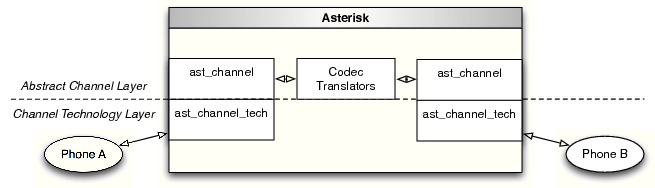 Asterisk
ast_channel
Codec
Translators
ast_channel
Abstract Channel Layer
Channel Technology Layer
ast_channel_tech
ast_channel_tech
Phone A
Phone B